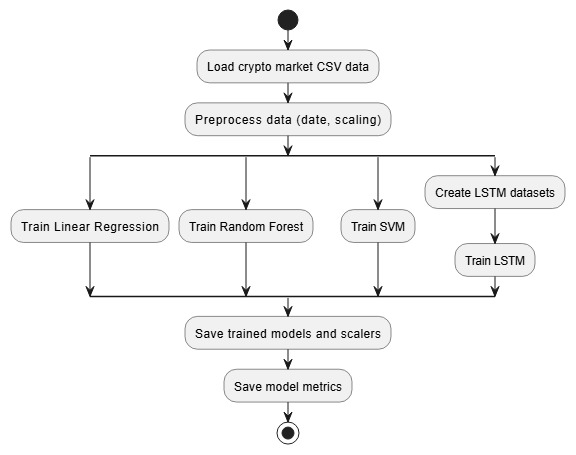 Load crypto market CSV data
Preprocess data (date, scaling)
Create LSTM datasets
Train Linear Regression
Train Random Forest
Train SVM
Train LSTM
Save trained models and scalers
Save model metrics